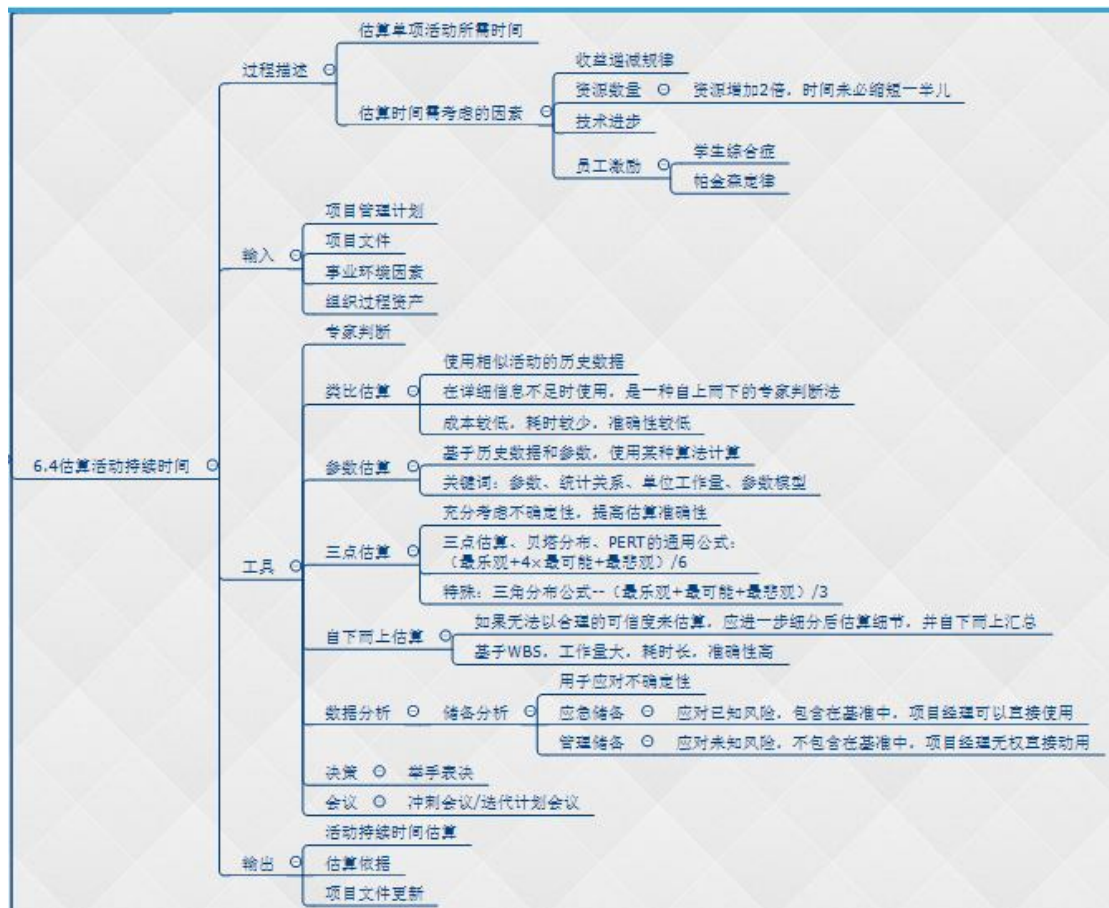 估算单项活动所需时间
过程描述
收益递减规律
资源数量 资源增加2倍，时间未必缩短一半儿
估算时间需考虑的因素
技术进步
学生综合症
员工激励
帕金森定律
项目管理计划
项目文件
输入
事业环境因素
组织过程资产
专家判断
使用相似活动的历史数据
类比估算
在详细信息不足时使用，是一种自上而下的专家判断法
成本较低，耗时较少，准确性较低
6.4估算活动持续时间
基于历史数据和参数，使用某种算法计算
参数估算
关键词：参数、统计关系、单位工作量、参数模型
充分考虑不确定性，提高估算准确性
三点估算、贝塔分布、PERT的通用公式：
三点估算
（最乐观+4×最可能+最悲观）/6
工具
特殊：三角分布公式--（最乐观+最可能+最悲观）/3
如果无法以合理的可信度来估算，应进一步细分后估算细节，并自下而上汇总
自下而上估算
基于WBS，工作量大，耗时长，准确性高
用于应对不确定性
数据分析 储备分析 应急储备 应对已知风险，包含在基准中，项目经理可以直接使用
管理储备 应对未知风险，不包含在基准中，项目经理无权直接动用
决策 举手表决
会议 冲刺会议/迭代计划会议
活动持续时间估算
输出 估算依据
项目文件更新